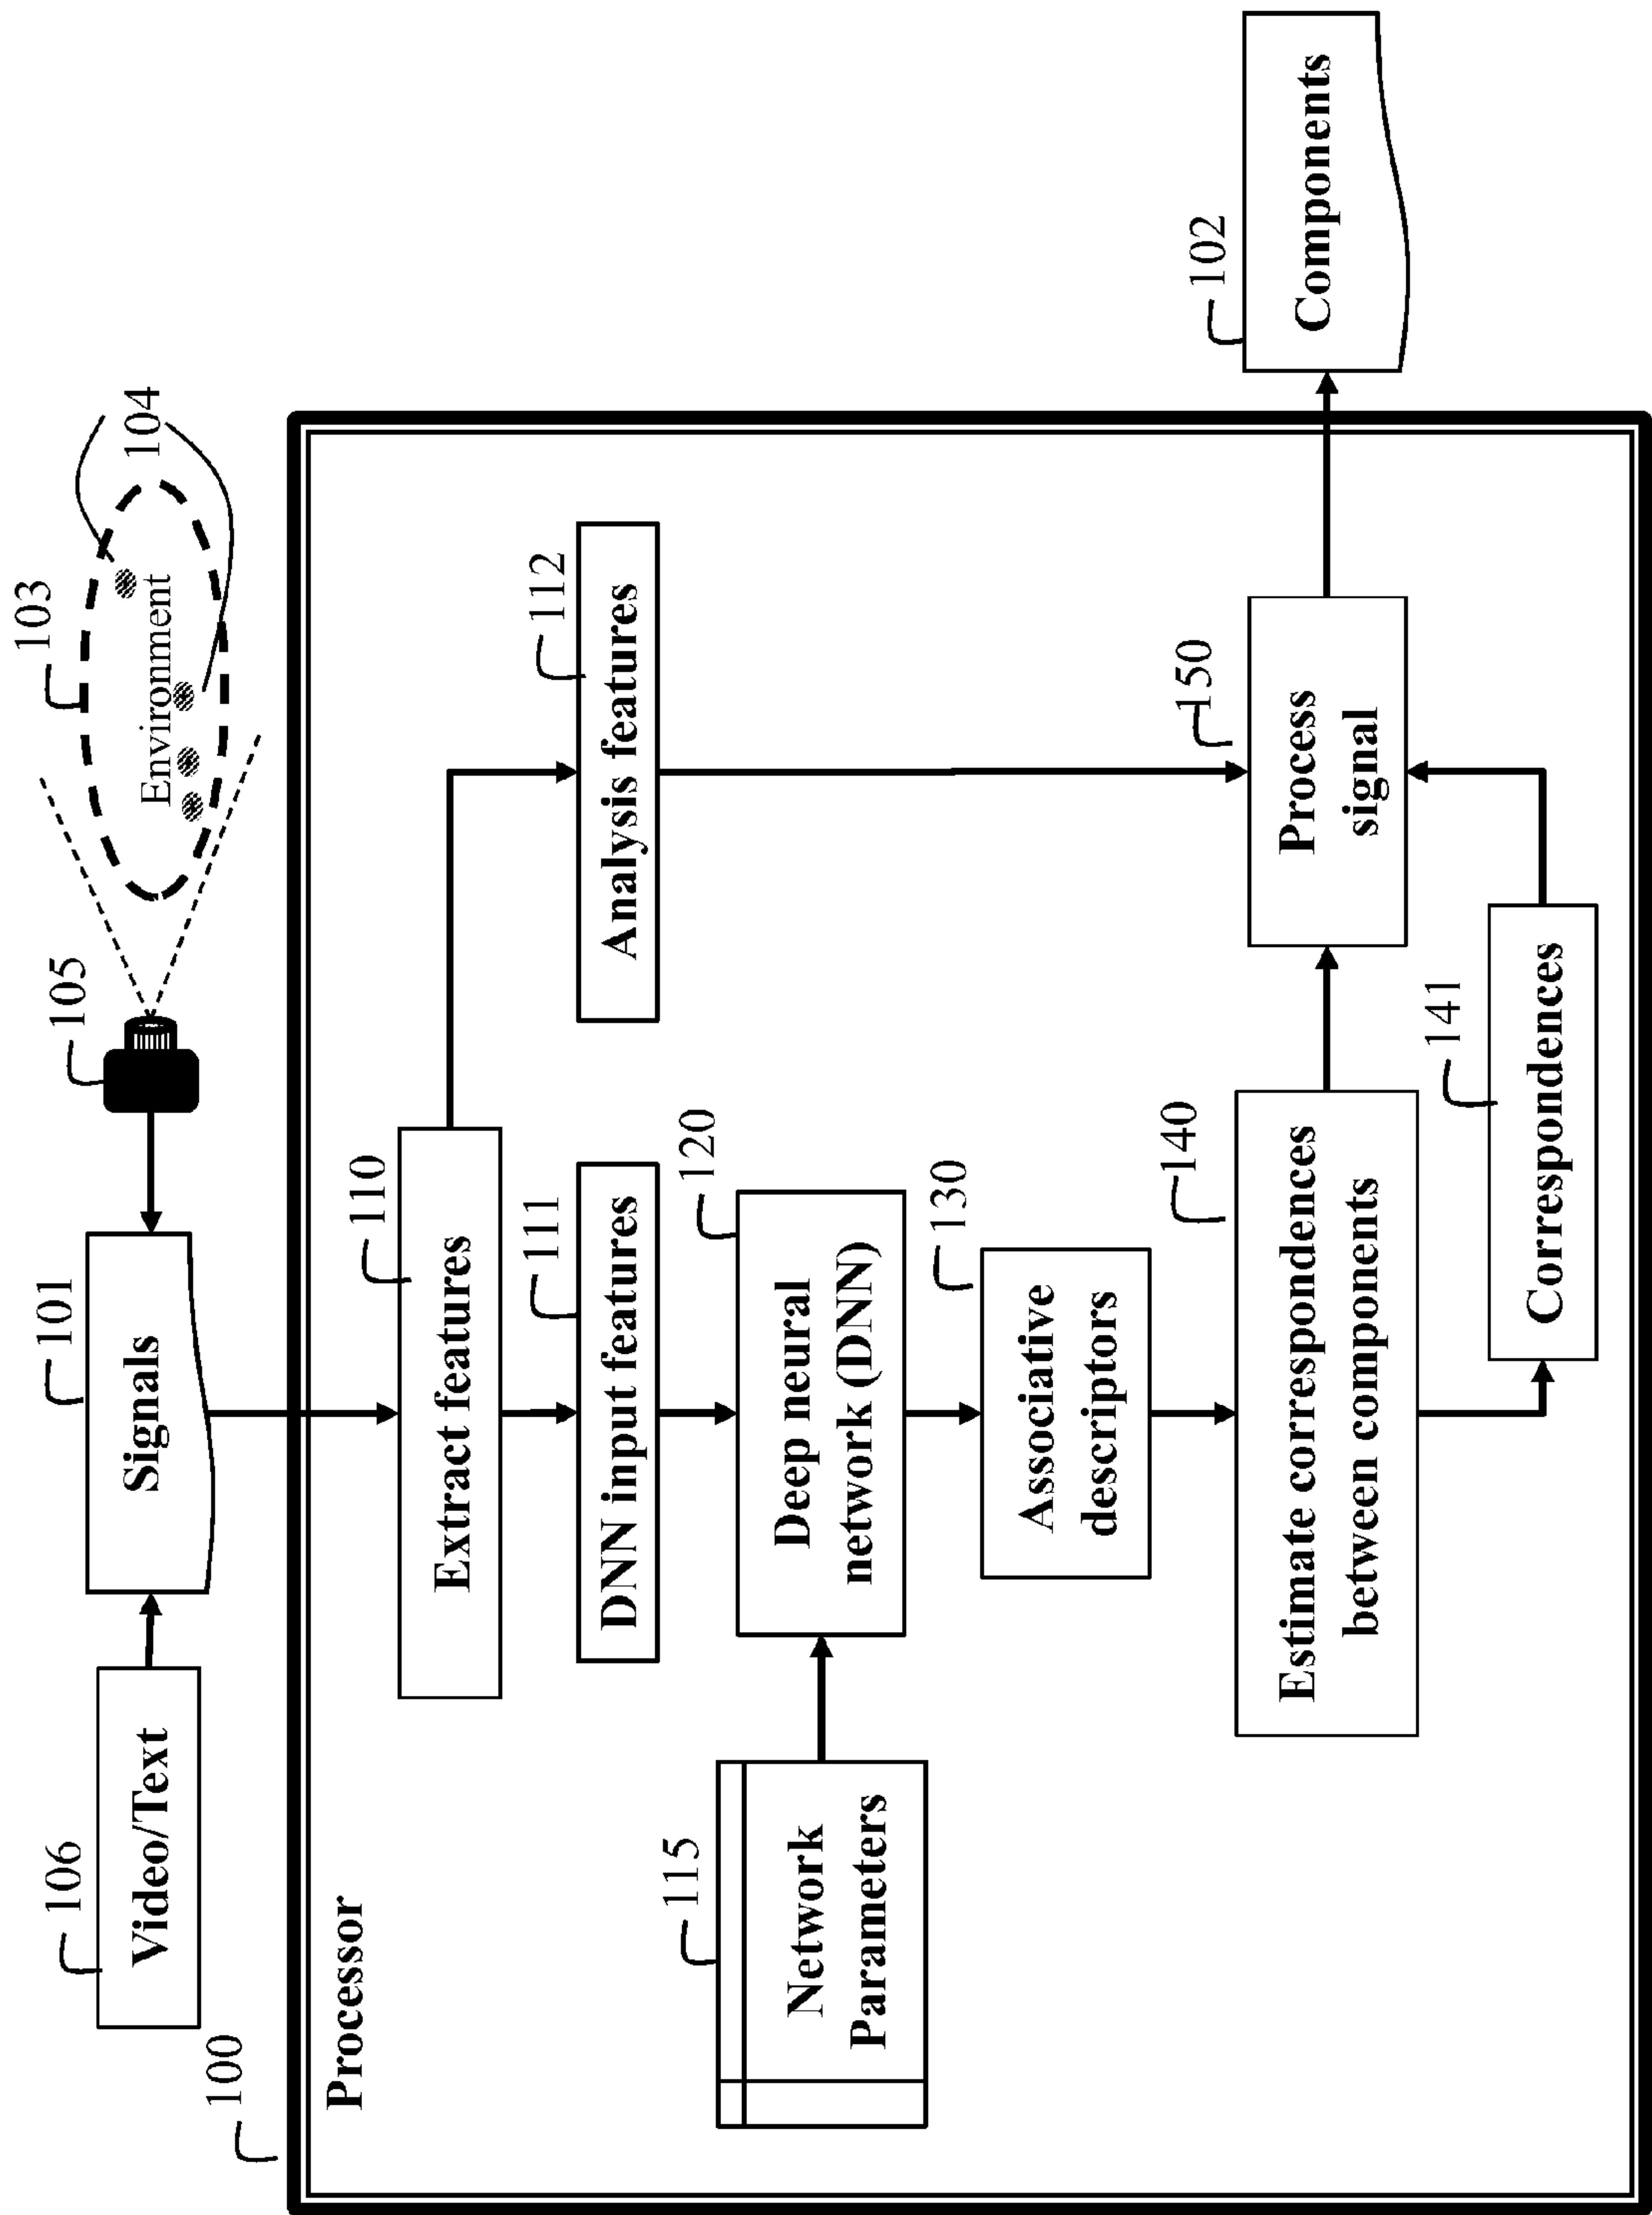 106
Video/Text
101
Signals
105
103
Environment
104
100
Processor
110
Extract features
111
DNN input features
112
Analysis features
115
Network
Parameters
120
Deep neural
network (DNN)
130
Associative
descriptors
140
Estimate correspondences
between components
150
Process
signal
102
Components
141
Correspondences